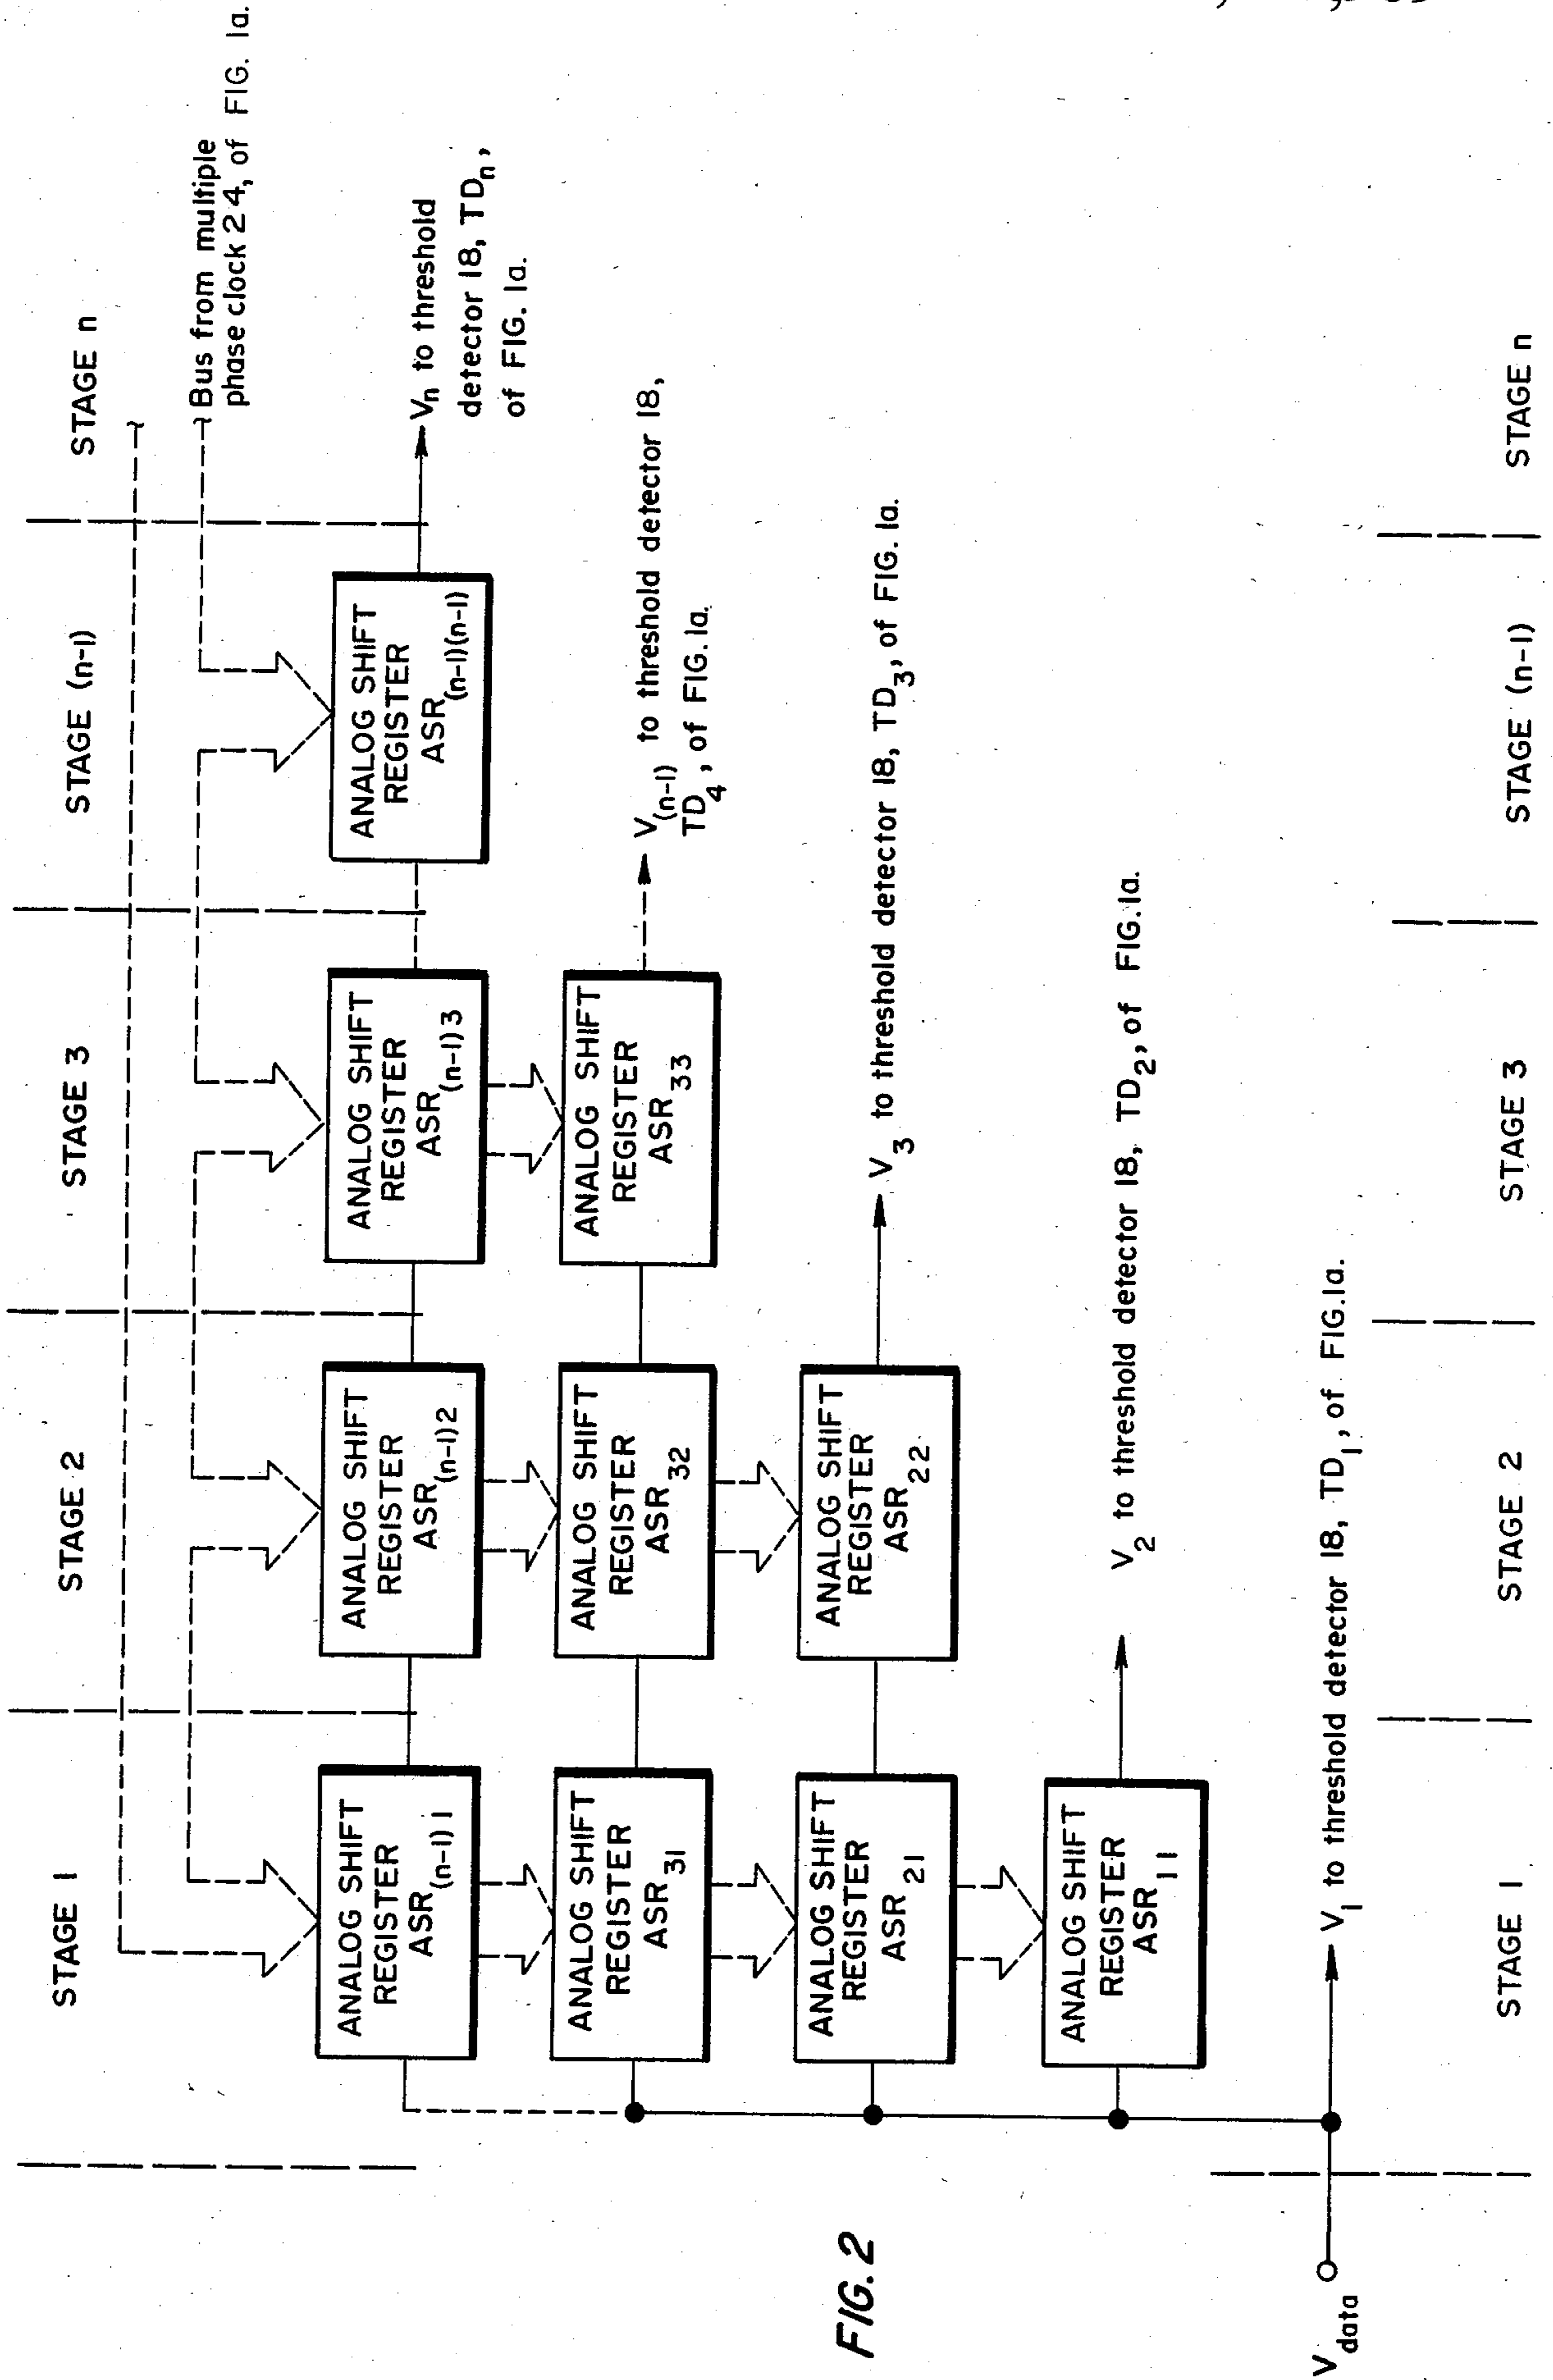 STAGE 1
STAGE 2
STAGE 3
STAGE (n-1)
STAGE n
Bus from multiple
phase clock 24, of FIG. 1a.
ANALOG SHIFT
REGISTER
ASR(n-1)1
ANALOG SHIFT
REGISTER
ASR(n-1)2
ANALOG SHIFT
REGISTER
ASR(n-1)3
ANALOG SHIFT
REGISTER
ASR(n-1)(n-1)
Vn to threshold
detector 18, TDn,
of FIG. 1a.
ANALOG SHIFT
REGISTER
ASR31
ANALOG SHIFT
REGISTER
ASR32
ANALOG SHIFT
REGISTER
ASR33
V(n-1) to threshold detector 18,
TD4, of FIG. 1a.
ANALOG SHIFT
REGISTER
ASR21
ANALOG SHIFT
REGISTER
ASR22
V3 to threshold detector 18, TD3, of FIG. 1a.
ANALOG SHIFT
REGISTER
ASR11
V2 to threshold detector 18, TD2, of FIG. 1a.
V1 to threshold detector 18, TD1, of FIG. 1a.
Vdata
FIG. 2
STAGE 1
STAGE 2
STAGE 3
STAGE (n-1)
STAGE n